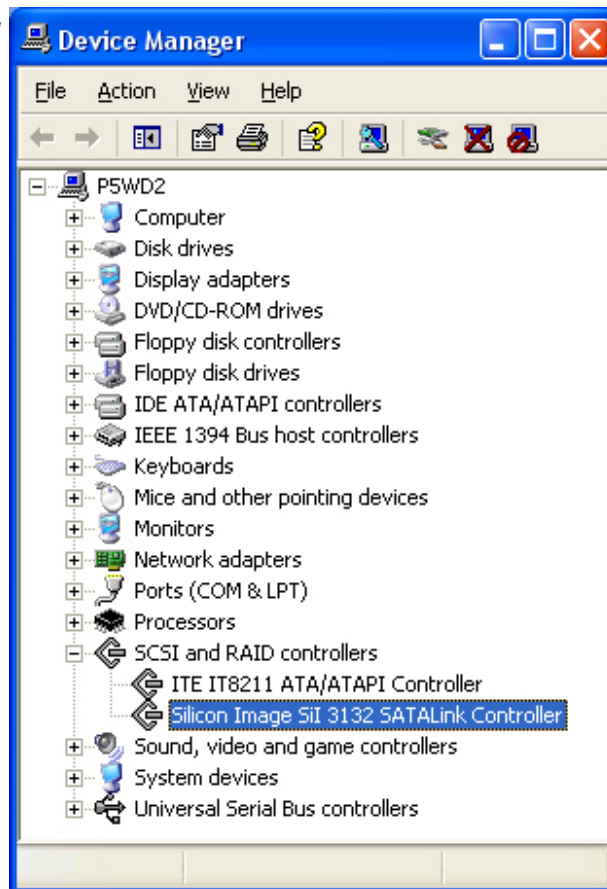 Device Manager
File Action View Help
P5WD2
Computer
Disk drives
Display adapters
DVD/CD-ROM drives
Floppy disk controllers
Floppy disk drives
IDE ATA/ATAPI controllers
IEEE 1394 Bus host controllers
Keyboards
Mice and other pointing devices
Monitors
Network adapters
Ports (COM & LPT)
Processors
SCSI and RAID controllers
ITE IT8211 ATA/ATAPI Controller
Silicon Image SiI 3132 SATALink Controller
Sound, video and game controllers
System devices
Universal Serial Bus controllers